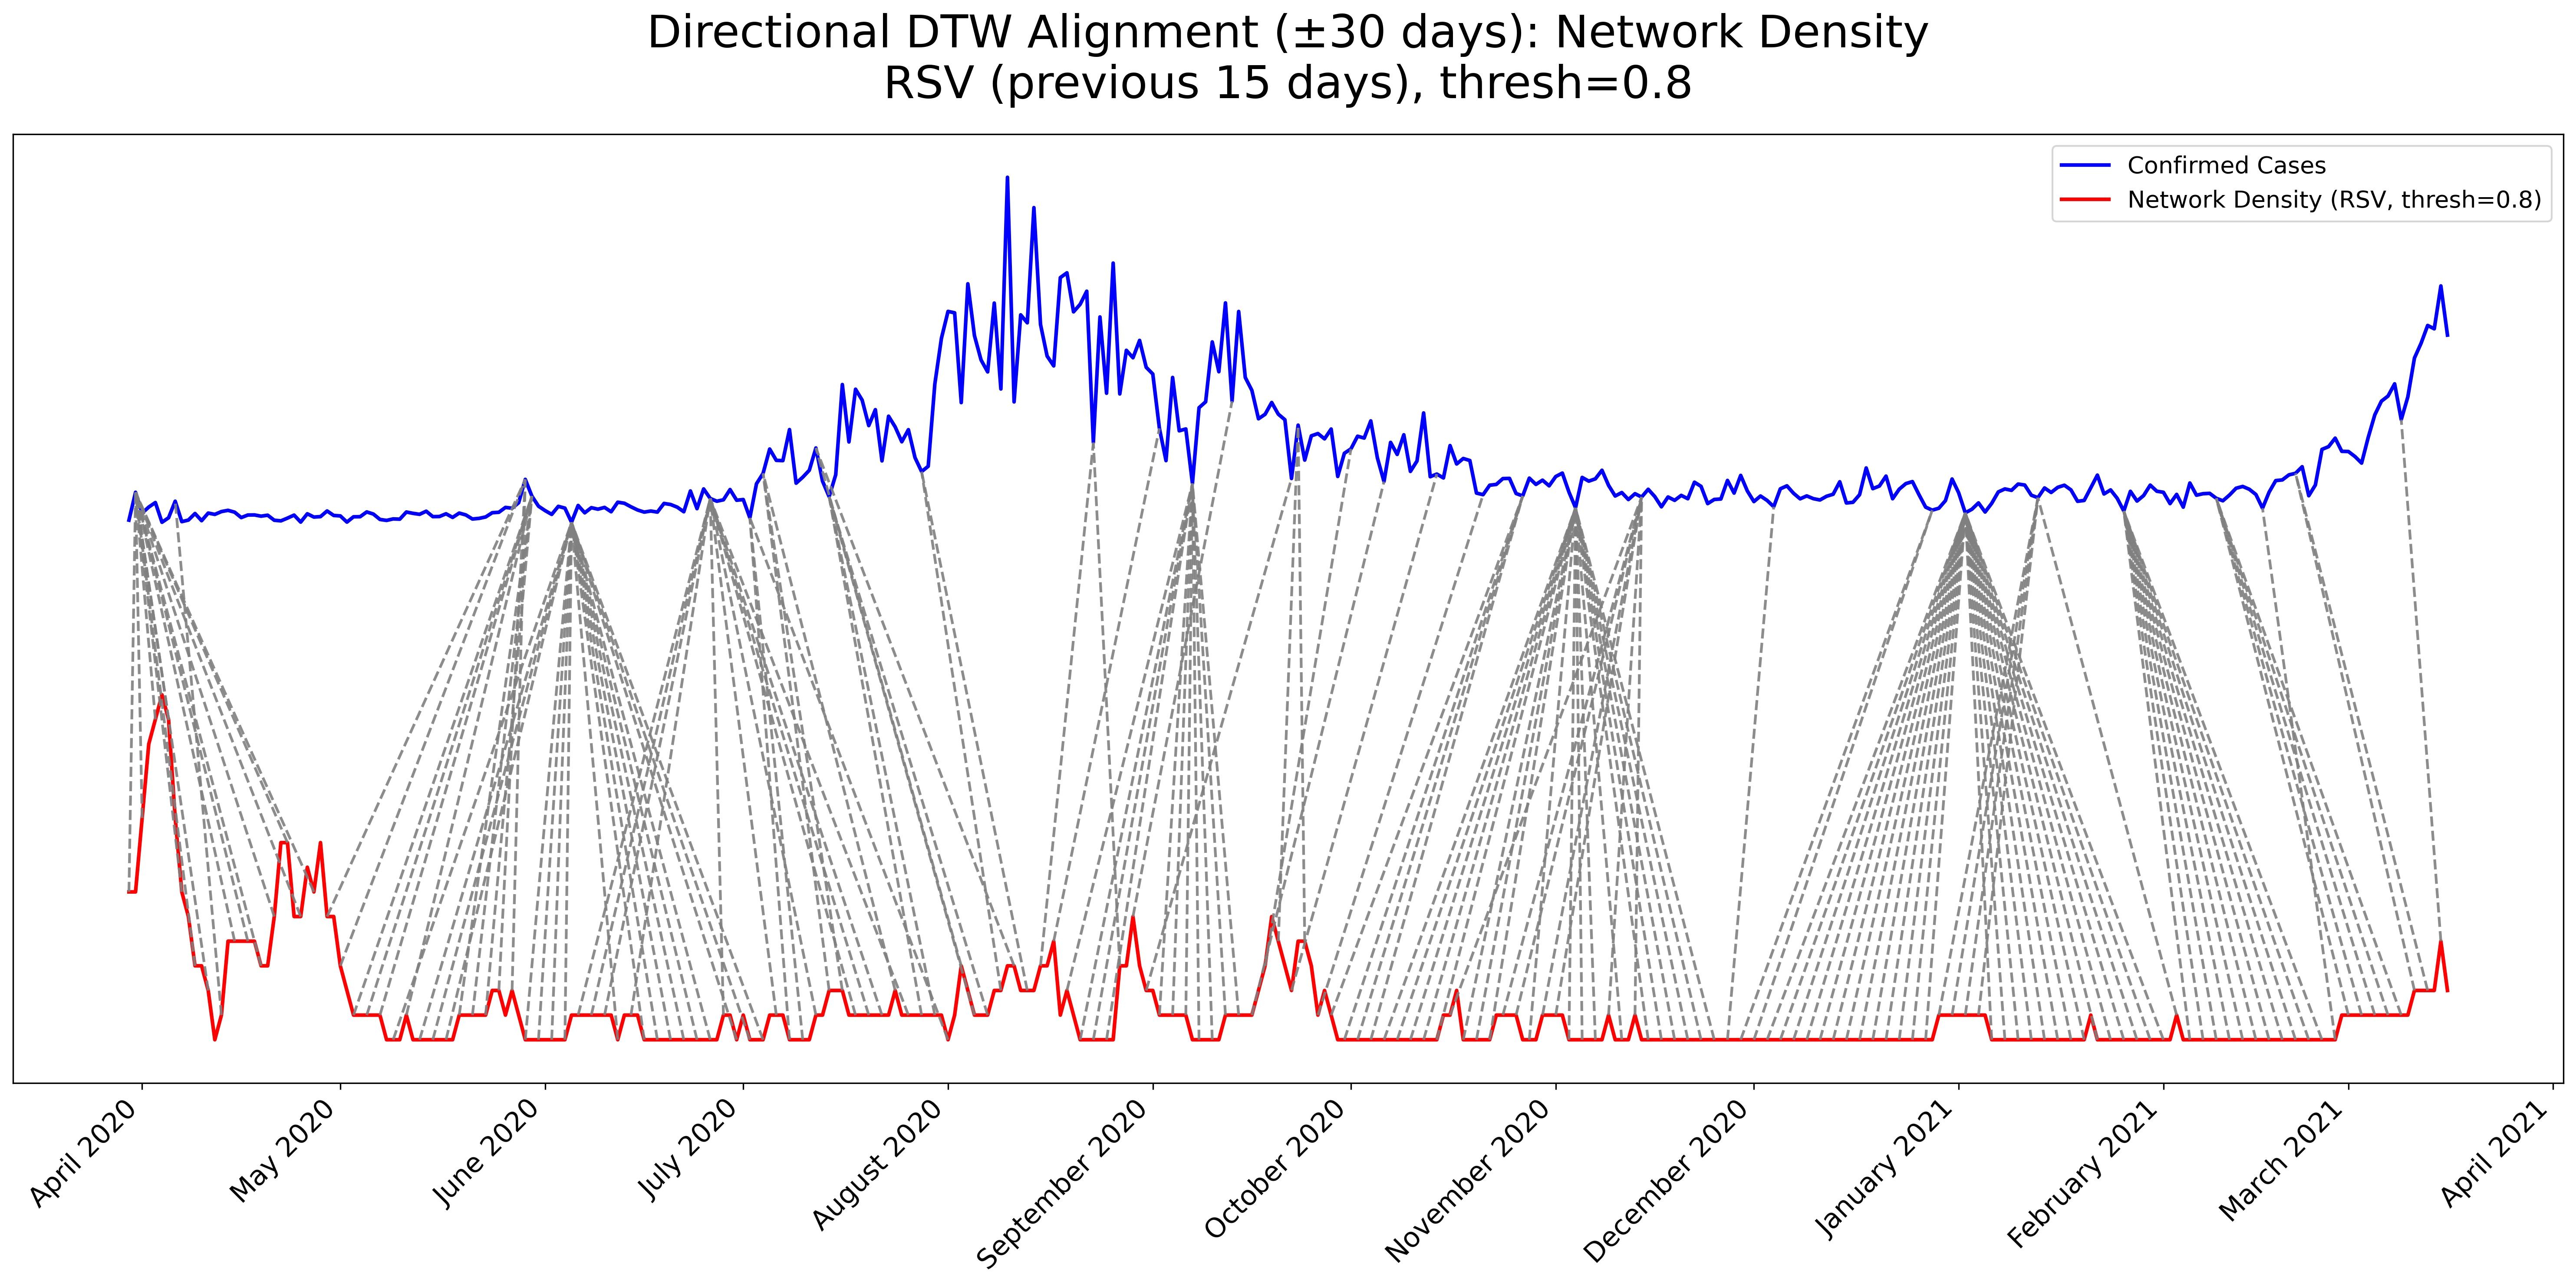 Directional DTW Alignment (±30 days): Network Density
RSV (previous 15 days), thresh=0.8
Confirmed Cases
Network Density (RSV, thresh=0.8)
April 2020
May 2020
June 2020
July 2020
August 2020
September 2020
October 2020
November 2020
December 2020
January 2021
February 2021
March 2021
April 2021